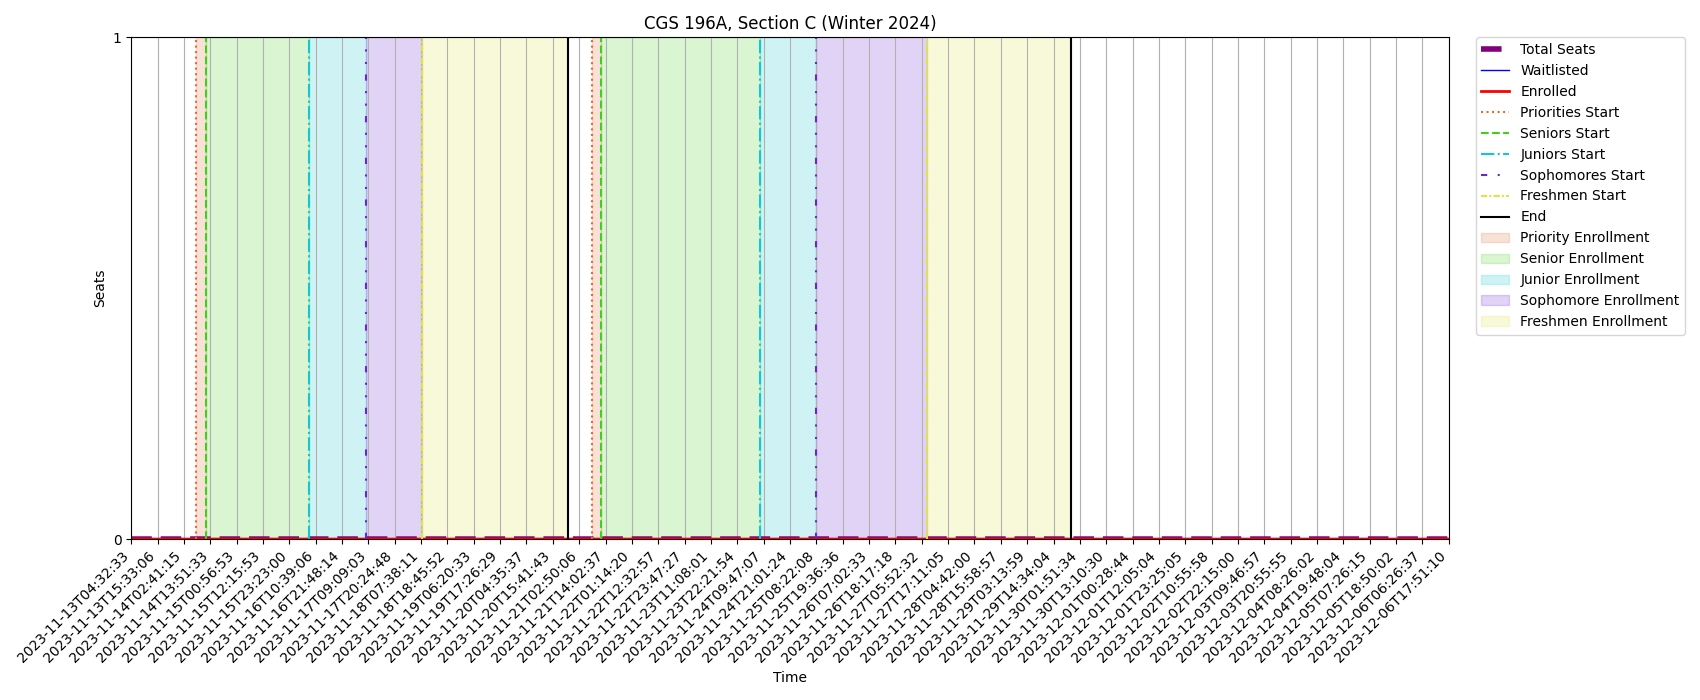 CGS 196A, Section C (Winter 2024)
1
0
Seats
2023-11-13T04:32:33
2023-11-13T15:33:06
2023-11-14T02:41:15
2023-11-14T13:51:33
2023-11-15T00:56:53
2023-11-15T12:15:53
2023-11-15T23:23:00
2023-11-16T10:39:06
2023-11-16T21:48:14
2023-11-17T09:09:03
2023-11-17T20:24:48
2023-11-18T07:38:11
2023-11-18T18:45:52
2023-11-19T06:20:33
2023-11-19T17:26:29
2023-11-20T04:35:37
2023-11-20T15:41:43
2023-11-21T02:50:06
2023-11-21T14:02:37
2023-11-22T01:14:20
2023-11-22T12:32:57
2023-11-22T23:47:27
2023-11-23T11:08:01
2023-11-23T22:21:54
2023-11-24T09:47:07
2023-11-24T21:01:24
2023-11-25T08:22:08
2023-11-25T19:36:36
2023-11-26T07:02:33
2023-11-26T18:17:18
2023-11-27T05:52:32
2023-11-27T17:11:05
2023-11-28T04:42:00
2023-11-28T15:58:57
2023-11-29T03:13:59
2023-11-29T14:34:04
2023-11-30T01:51:34
2023-11-30T13:10:30
2023-12-01T00:28:44
2023-12-01T12:05:04
2023-12-01T23:25:05
2023-12-02T10:55:58
2023-12-02T22:15:00
2023-12-03T09:46:57
2023-12-03T20:55:55
2023-12-04T08:26:02
2023-12-04T19:48:04
2023-12-05T07:26:15
2023-12-05T18:50:02
2023-12-06T06:26:37
2023-12-06T17:51:10
Time
Total Seats
Waitlisted
Enrolled
Priorities Start
Seniors Start
Juniors Start
Sophomores Start
Freshmen Start
End
Priority Enrollment
Senior Enrollment
Junior Enrollment
Sophomore Enrollment
Freshmen Enrollment